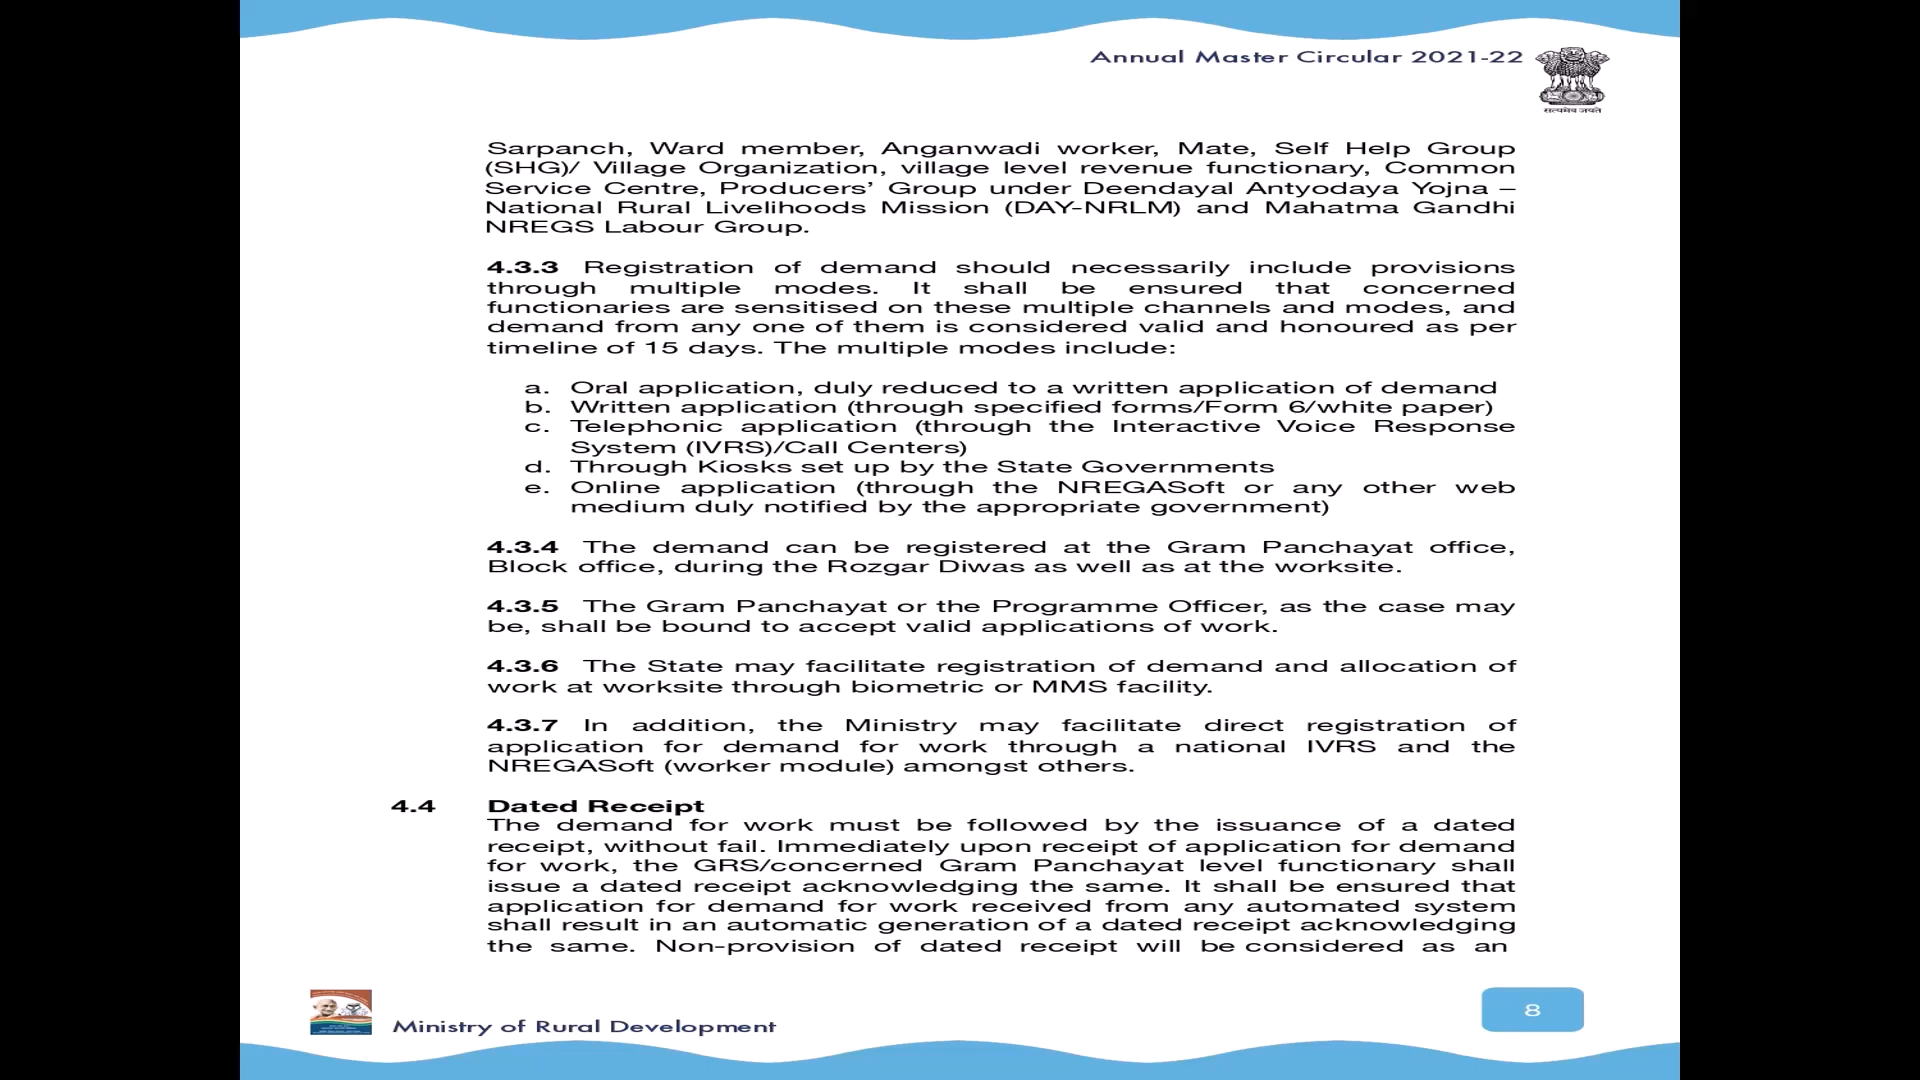 Annual Master Circular 2021-22
सत्यमेव जयते
Sarpanch, Ward member, Anganwadi worker, Mate, Self Help Group
(SHG)/ Village Organization, village level revenue functionary, Common
Service Centre, Producers’ Group under Deendayal Antyodaya Yojna –
National Rural Livelihoods Mission (DAY-NRLM) and Mahatma Gandhi
NREGS Labour Group.
4.3.3 Registration of demand should necessarily include provisions
through multiple modes. It shall be ensured that concerned
functionaries are sensitised on these multiple channels and modes, and
demand from any one of them is considered valid and honoured as per
timeline of 15 days. The multiple modes include:
a. Oral application, duly reduced to a written application of demand
b. Written application (through specified forms/Form 6/white paper)
c. Telephonic application (through the Interactive Voice Response
System (IVRS)/Call Centers)
d. Through Kiosks set up by the State Governments
e. Online application (through the NREGASoft or any other web
medium duly notified by the appropriate government)
4.3.4 The demand can be registered at the Gram Panchayat office,
Block office, during the Rozgar Diwas as well as at the worksite.
4.3.5 The Gram Panchayat or the Programme Officer, as the case may
be, shall be bound to accept valid applications of work.
4.3.6 The State may facilitate registration of demand and allocation of
work at worksite through biometric or MMS facility.
4.3.7 In addition, the Ministry may facilitate direct registration of
application for demand for work through a national IVRS and the
NREGASoft (worker module) amongst others.
4.4 Dated Receipt
The demand for work must be followed by the issuance of a dated
receipt, without fail. Immediately upon receipt of application for demand
for work, the GRS/concerned Gram Panchayat level functionary shall
issue a dated receipt acknowledging the same. It shall be ensured that
application for demand for work received from any automated system
shall result in an automatic generation of a dated receipt acknowledging
the same. Non-provision of dated receipt will be considered as an
Ministry of Rural Development
8